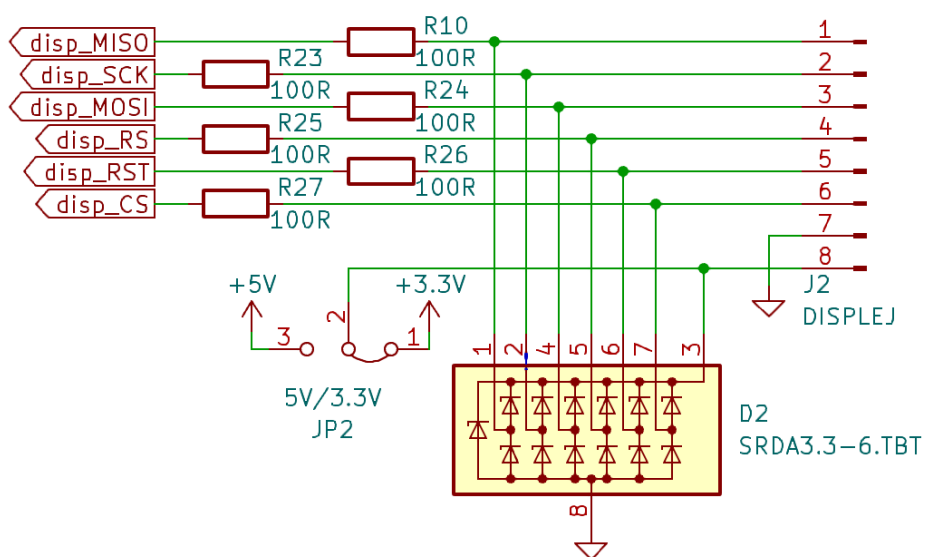 disp_MISO R10 100R 1
disp_SCK R23 100R 2
disp_MOSI R24 100R 3
disp_RS R25 100R 4
disp_RST R26 100R 5
disp_CS R27 100R 6
7
8
+5V +3.3V J2
DISPLEJ
3 2 1
5V/3.3V
JP2
1 2 4 5 6 7 3
D2
SRDA3.3-6.TBT
8